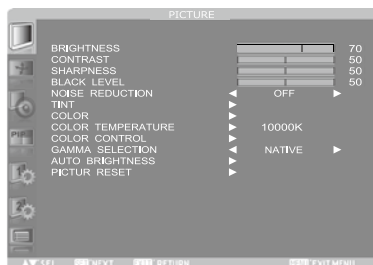 PICTURE
BRIGHTNESS 70
CONTRAST 50
SHARPNESS 50
BLACK LEVEL 50
NOISE REDUCTION OFF
TINT
COLOR
COLOR TEMPERATURE 10000K
COLOR CONTROL
GAMMA SELECTION NATIVE
AUTO BRIGHTNESS
PICTUR RESET
SEL NEXT RETURN EXIT MENU